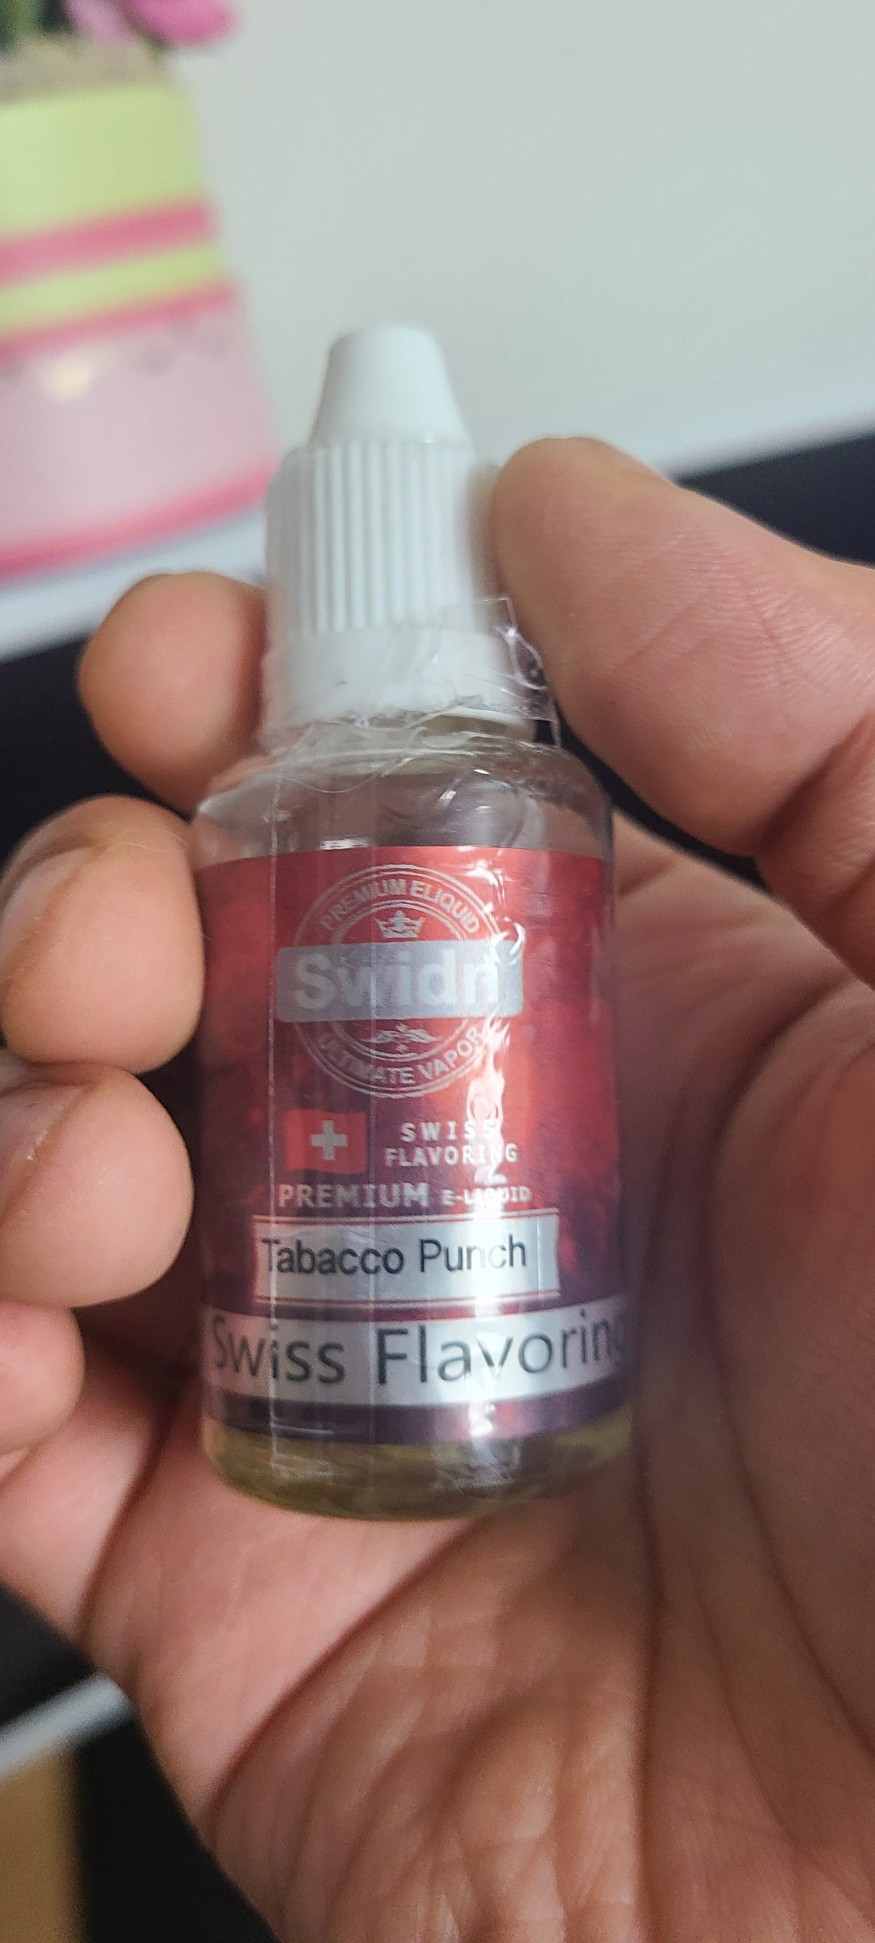 PREMIUM ELIQUID
Swidn
ULTIMATE VAPOR
SWISS
FLAVORING
PREMIUM E-LIQUID
Tabacco Punch
Swiss Flavoring